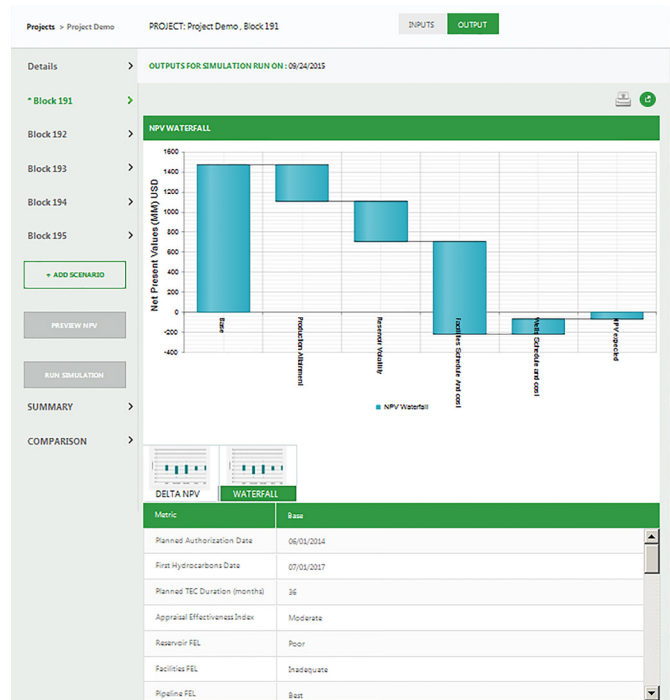 Projects > Project Demo
PROJECT: Project Demo , Block 191
INPUTS
OUTPUT
Details
OUTPUTS FOR SIMULATION RUN ON : 09/24/2015
* Block 191
Block 192
Block 193
Block 194
Block 195
+ ADD SCENARIO
PREVIEW NPV
RUN SIMULATION
SUMMARY
COMPARISON
NPV WATERFALL
Net Present Values (MM) USD
1600
1400
1200
1000
800
600
400
200
0
-200
-400
Base
Production Attainment
Reservoir Volatility
Facilities Schedule And cost
Wells Schedule and cost
NPV expected
NPV Waterfall
DELTA NPV
WATERFALL
Metric Base
Planned Authorization Date 06/01/2014
First Hydrocarbons Date 07/01/2017
Planned TEC Duration (months) 36
Appraisal Effectiveness Index Moderate
Reservoir FEL Poor
Facilities FEL Inadequate
Pipeline FEL Best